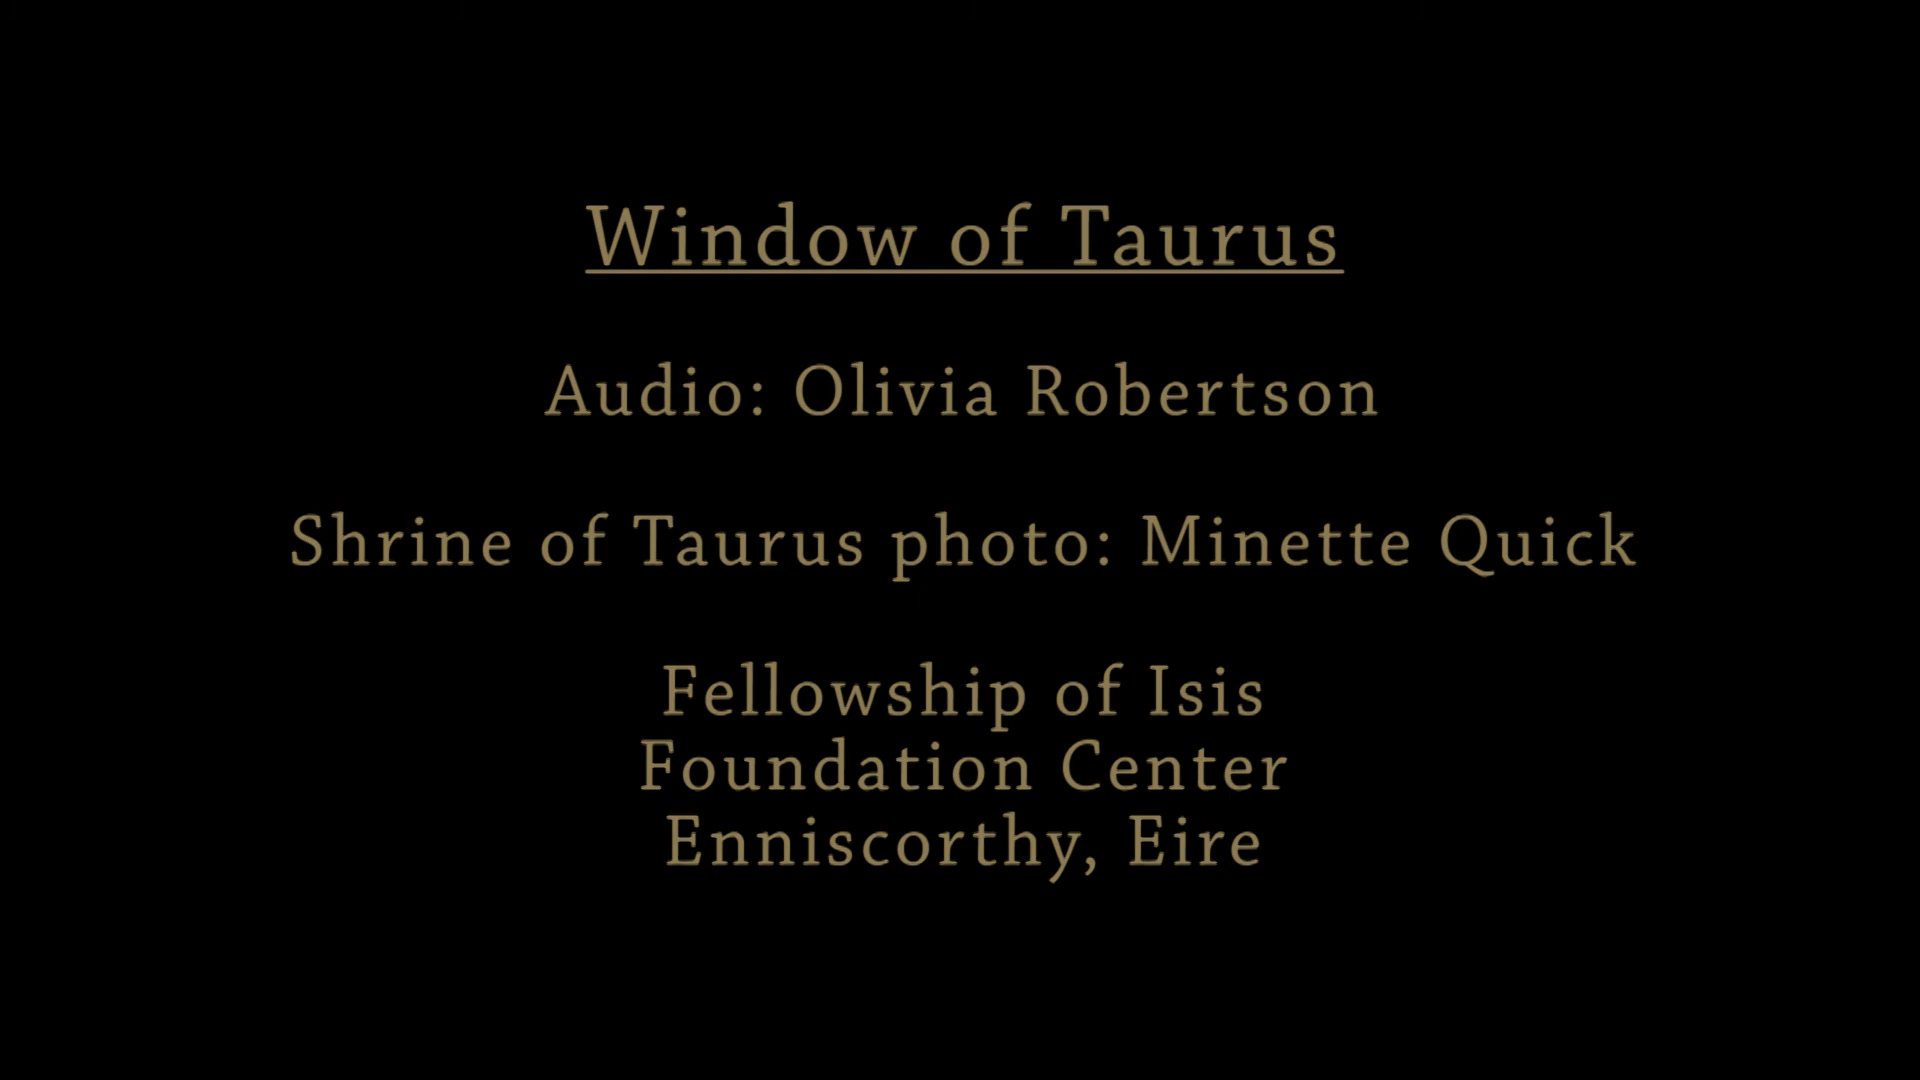 Window of Taurus
Audio: Olivia Robertson
Shrine of Taurus photo: Minette Quick
Fellowship of Isis
Foundation Center
Enniscorthy, Eire